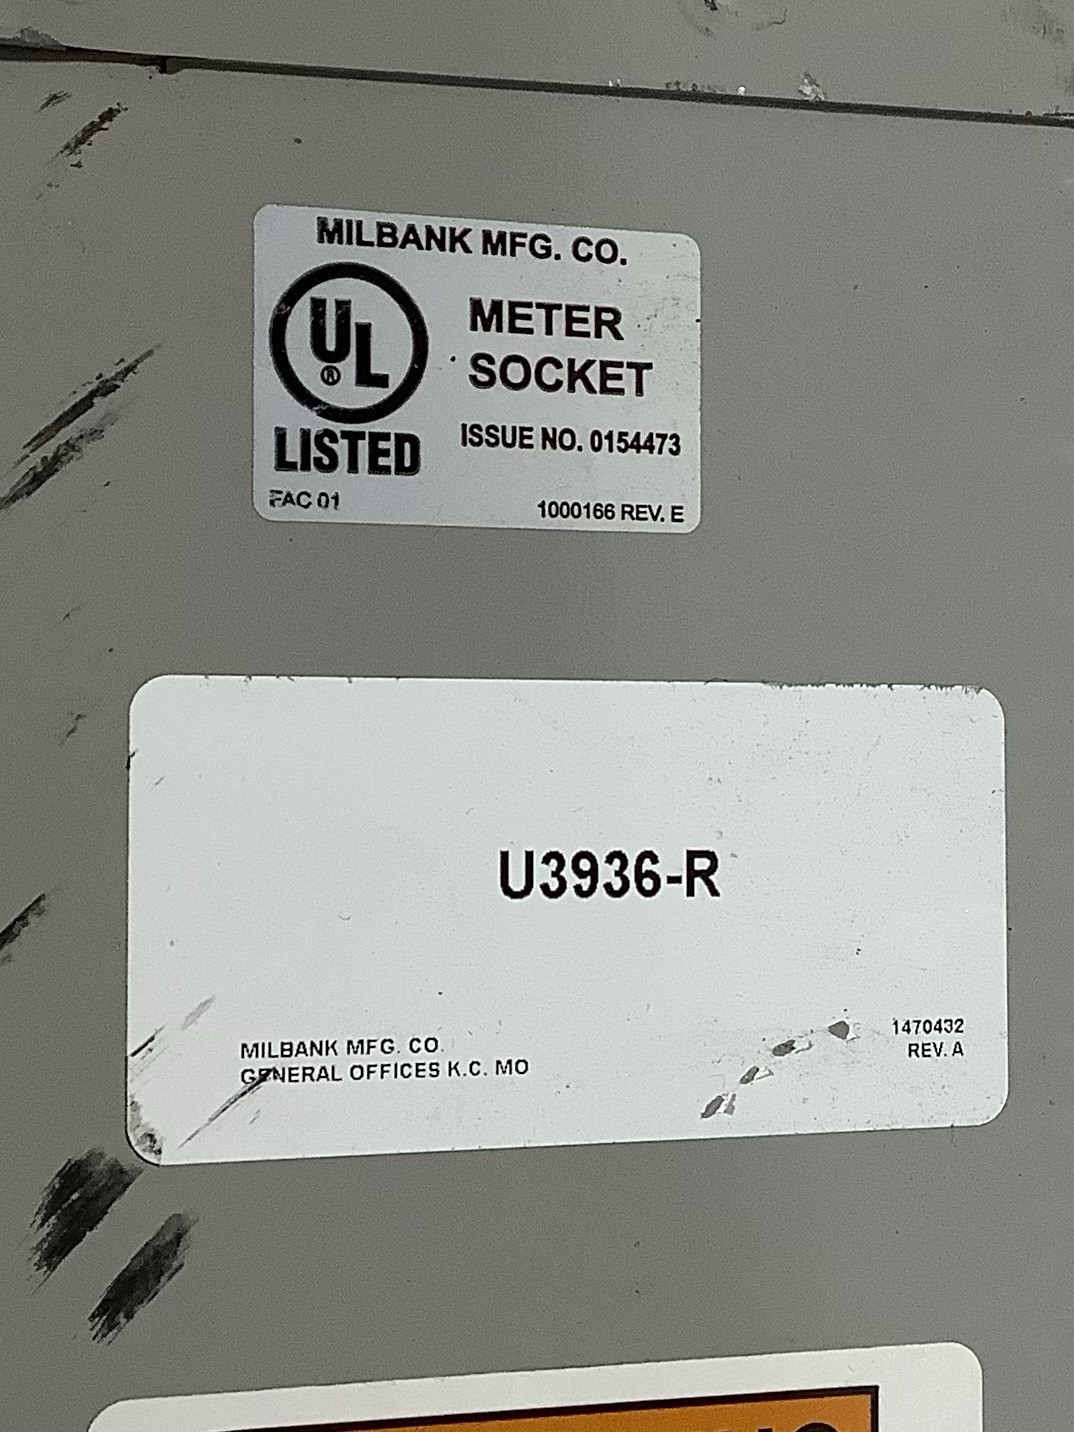 MILBANK MFG. CO.
UL
®
LISTED
METER
SOCKET
ISSUE NO. 0154473
FAC 01
1000166 REV. E
U3936-R
MILBANK MFG. CO.
GENERAL OFFICES K.C. MO
1470432
REV. A